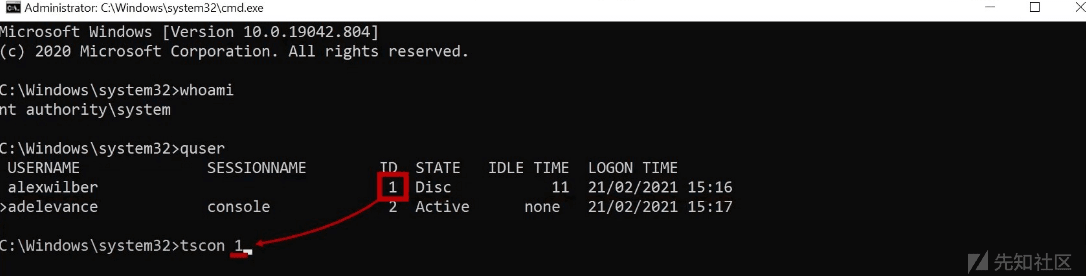 Administrator: C:\Windows\system32\cmd.exe
Microsoft Windows [Version 10.0.19042.804]
(c) 2020 Microsoft Corporation. All rights reserved.
C:\Windows\system32>whoami
nt authority\system
C:\Windows\system32>quser
USERNAME SESSIONNAME ID STATE IDLE TIME LOGON TIME
alexwilber 1 Disc 11 21/02/2021 15:16
>adelevance console 2 Active none 21/02/2021 15:17
C:\Windows\system32>tscon 1
先知社区